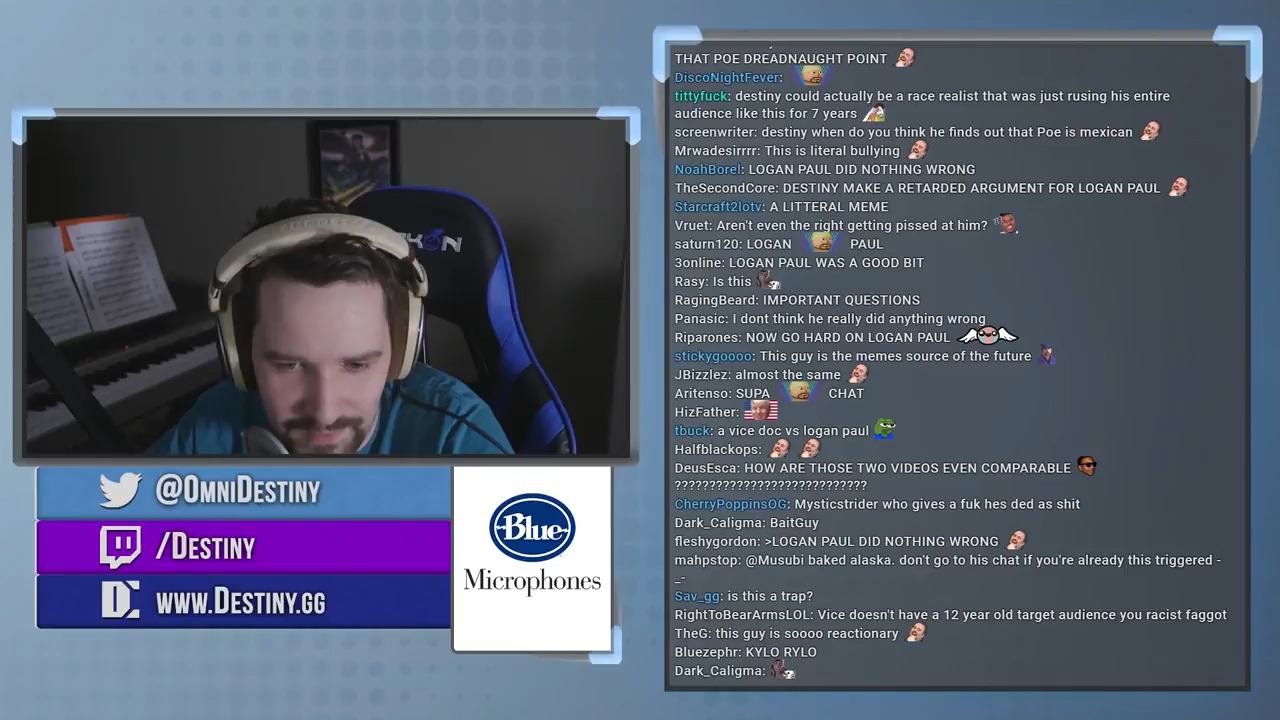 THAT POE DREADNAUGHT POINT
DiscoNightFever:
tittyfuck: destiny could actually be a race realist that was just rusing his entire
audience like this for 7 years
screenwriter: destiny when do you think he finds out that Poe is mexican
Mrwadesirrrr: This is literal bullying
NoahBorel: LOGAN PAUL DID NOTHING WRONG
TheSecondCore: DESTINY MAKE A RETARDED ARGUMENT FOR LOGAN PAUL
Starcraft2lotv: A LITTERAL MEME
Vruet: Aren't even the right getting pissed at him?
saturn120: LOGAN PAUL
3online: LOGAN PAUL WAS A GOOD BIT
Rasy: Is this
RagingBeard: IMPORTANT QUESTIONS
Panasic: I dont think he really did anything wrong
Riparones: NOW GO HARD ON LOGAN PAUL
stickygoooo: This guy is the memes source of the future
JBizzlez: almost the same
Aritenso: SUPA CHAT
HizFather:
tbuck: a vice doc vs logan paul
Halfblackops:
DeusEsca: HOW ARE THOSE TWO VIDEOS EVEN COMPARABLE
???????????????????????????
CherryPoppinsOG: Mysticstrider who gives a fuk hes ded as shit
Dark_Caligma: BaitGuy
fleshygordon: >LOGAN PAUL DID NOTHING WRONG
mahpstop: @Musubi baked alaska. don't go to his chat if you're already this triggered -
_-
Sav_gg: is this a trap?
RightToBearArmsLOL: Vice doesn't have a 12 year old target audience you racist faggot
TheG: this guy is soooo reactionary
Bluezephr: KYLO RYLO
Dark_Caligma:
@OmniDestiny
/Destiny
www.Destiny.gg
Blue
Microphones